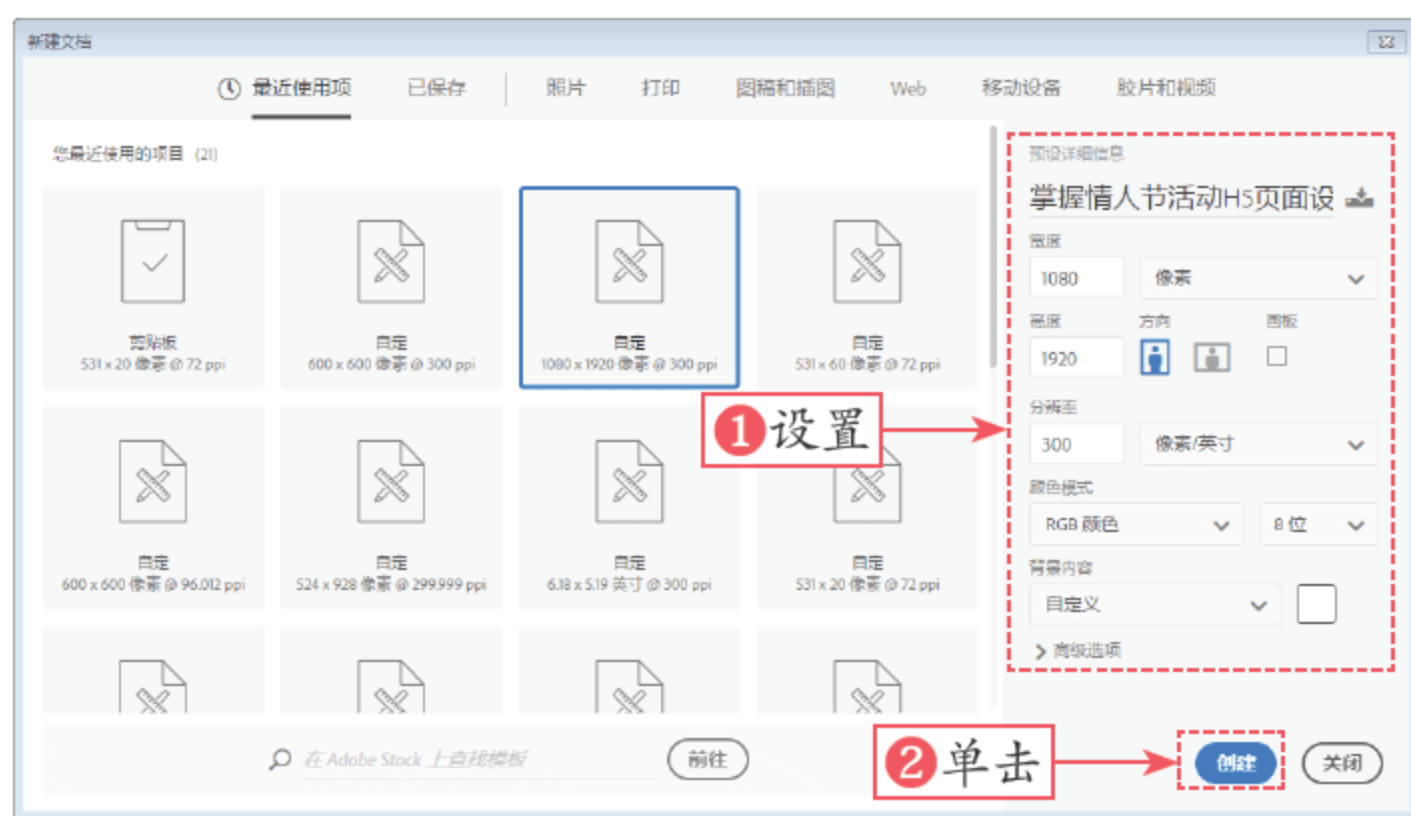 新建文档
最近使用项 已保存 照片 打印 图稿和插图 Web 移动设备 胶片和视频
您最近使用的项目 (21)
剪贴板
531 x 20 像素 @ 72 ppi
自定
600 x 600 像素 @ 300 ppi
自定
1080 x 1920 像素 @ 300 ppi
自定
531 x 60 像素 @ 72 ppi
自定
600 x 600 像素 @ 96.012 ppi
自定
524 x 928 像素 @ 299.999 ppi
自定
6.18 x 5.19 英寸 @ 300 ppi
自定
531 x 20 像素 @ 72 ppi
在 Adobe Stock 上查找模板
前往
预设详细信息
掌握情人节活动H5页面设
宽度
1080 像素
高度 方向 画板
1920
分辨率
300 像素/英寸
颜色模式
RGB 颜色 8 位
背景内容
自定义
高级选项
1设置
2单击
创建 关闭